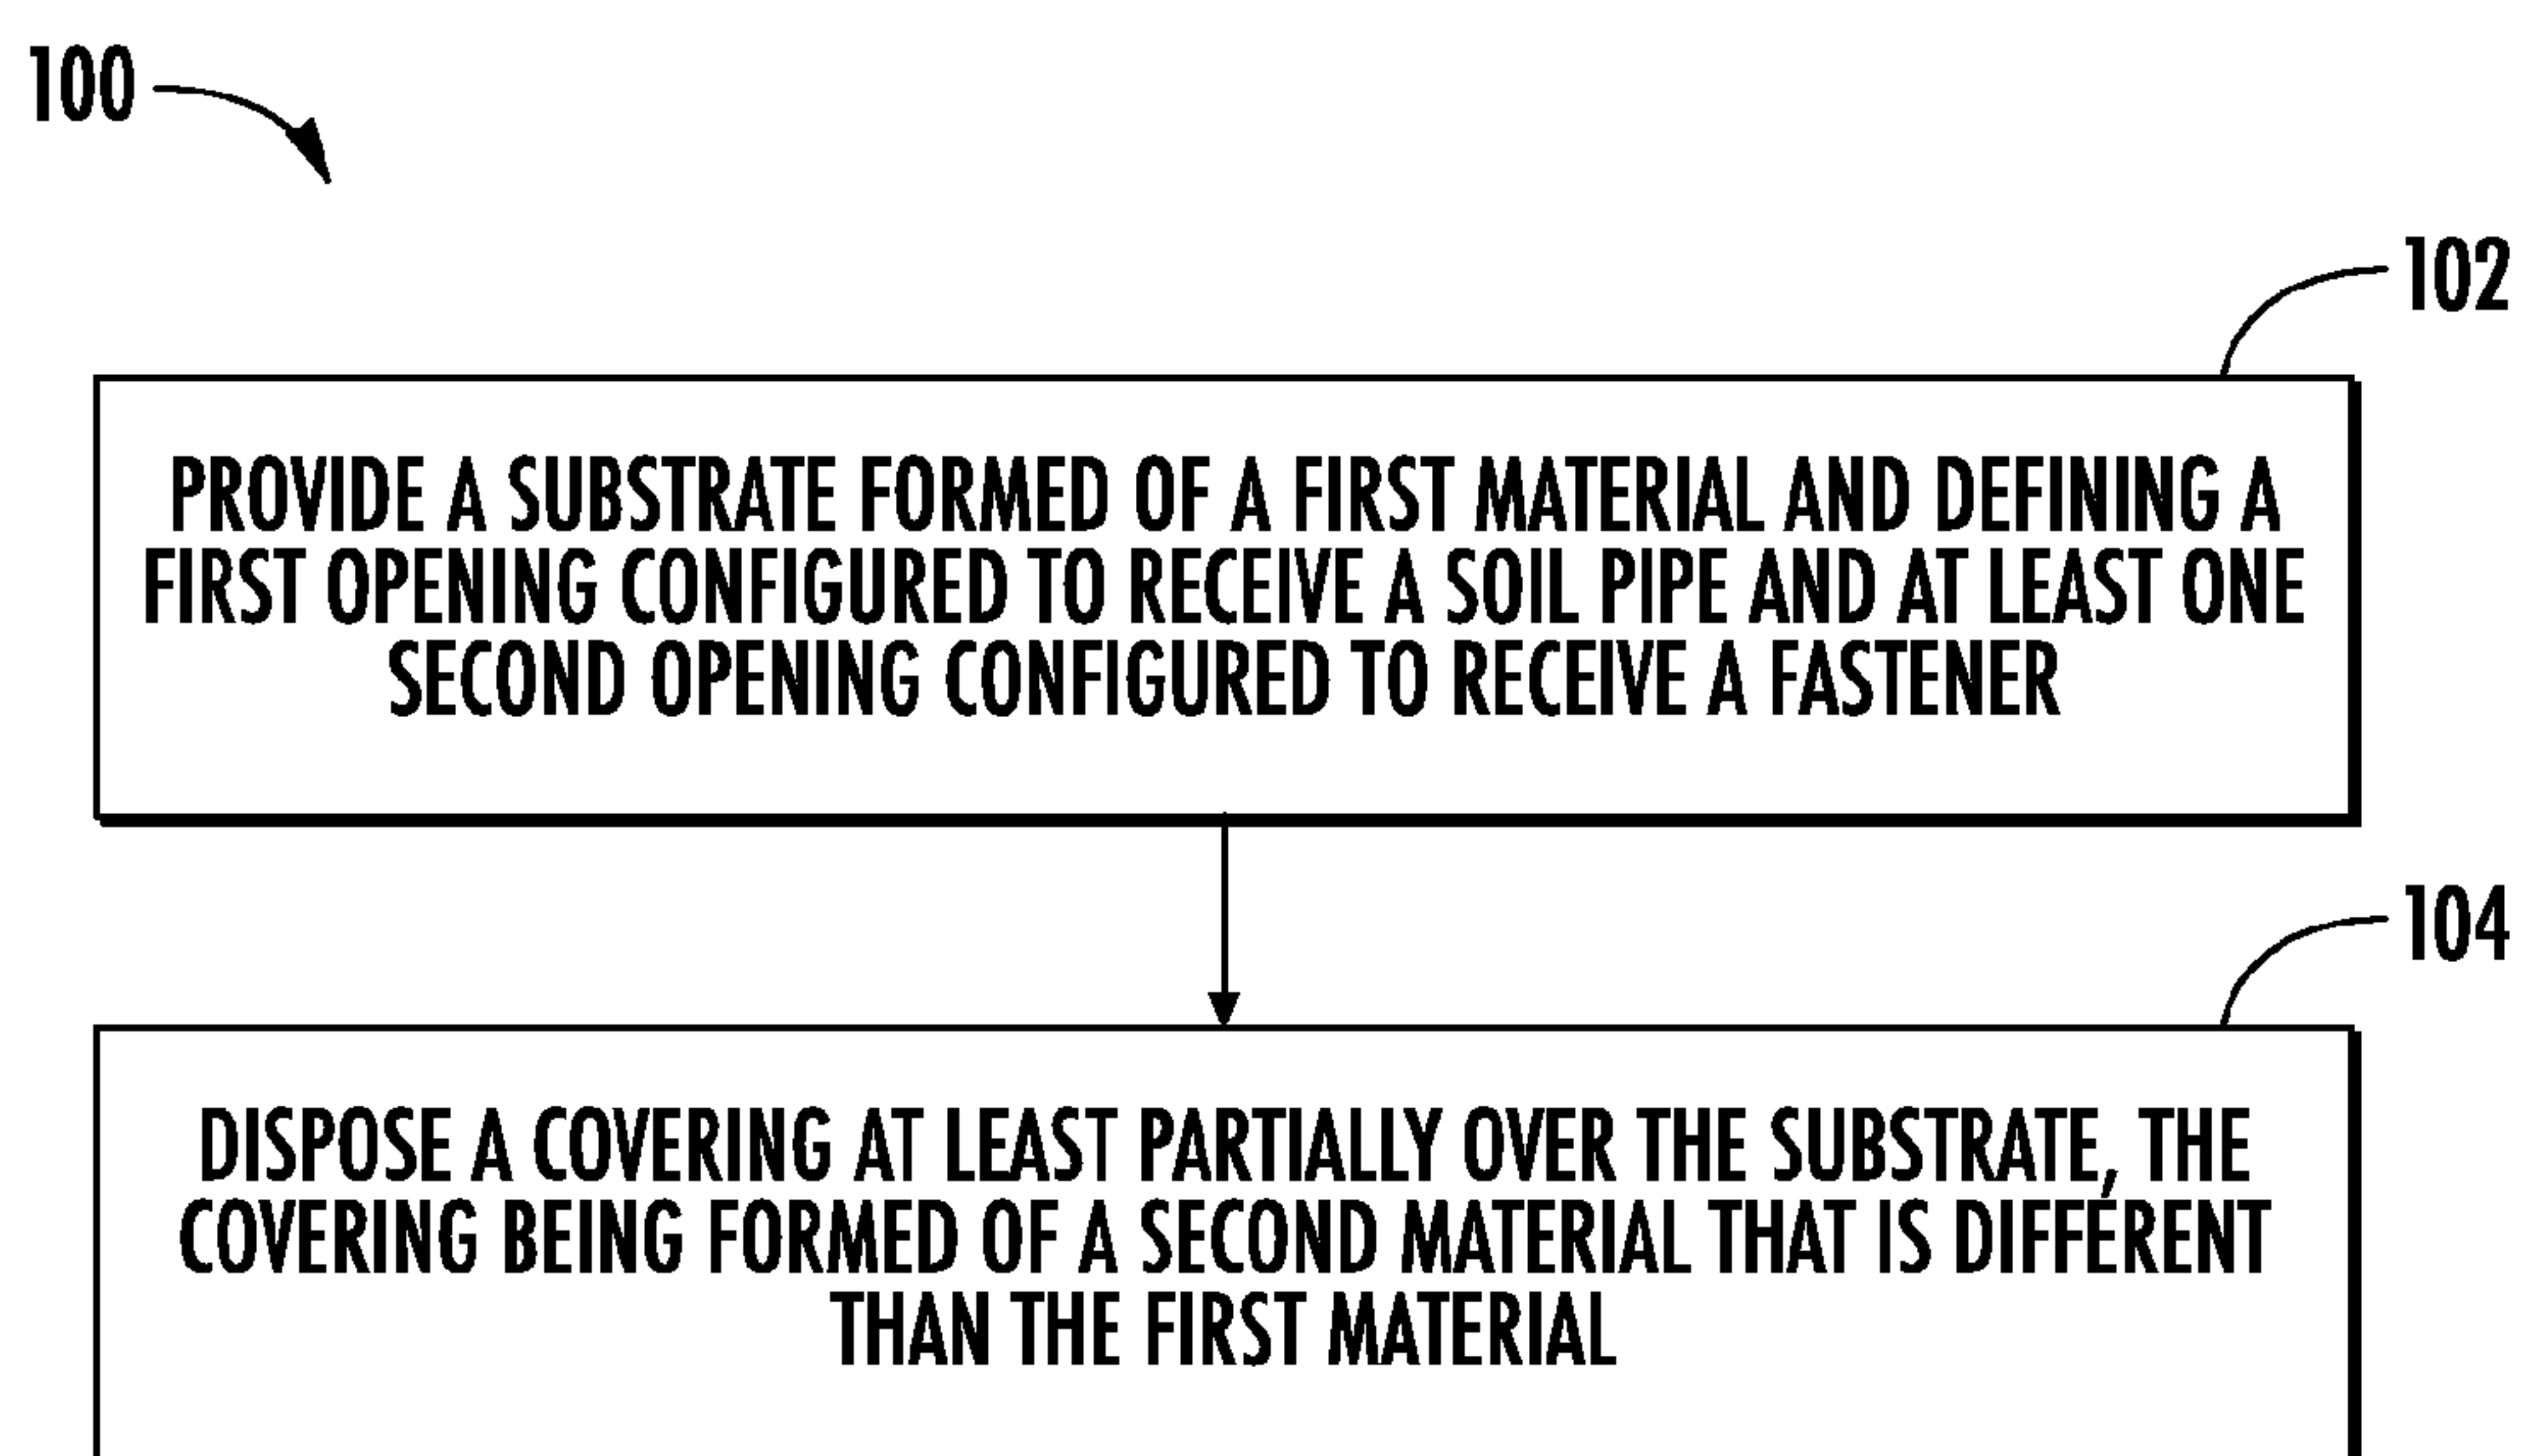 100
102
PROVIDE A SUBSTRATE FORMED OF A FIRST MATERIAL AND DEFINING A
FIRST OPENING CONFIGURED TO RECEIVE A SOIL PIPE AND AT LEAST ONE
SECOND OPENING CONFIGURED TO RECEIVE A FASTENER
104
DISPOSE A COVERING AT LEAST PARTIALLY OVER THE SUBSTRATE, THE
COVERING BEING FORMED OF A SECOND MATERIAL THAT IS DIFFERENT
THAN THE FIRST MATERIAL